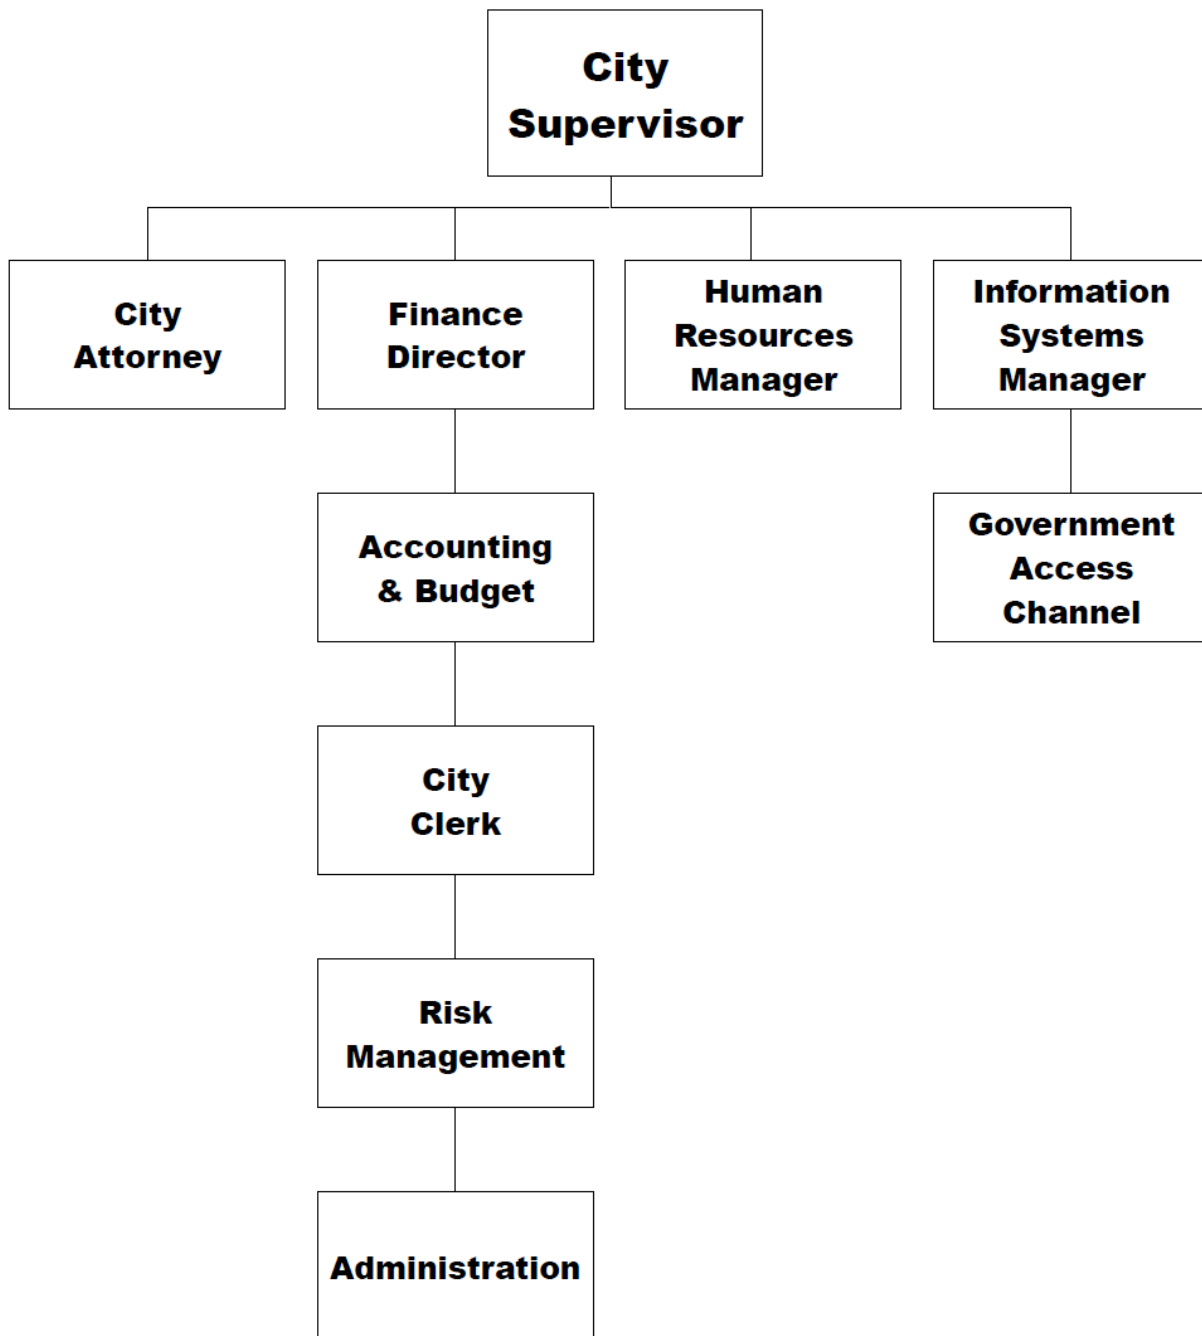 City
Supervisor
City
Attorney
Finance
Director
Human
Resources
Manager
Information
Systems
Manager
Accounting
& Budget
Government
Access
Channel
City
Clerk
Risk
Management
Administration